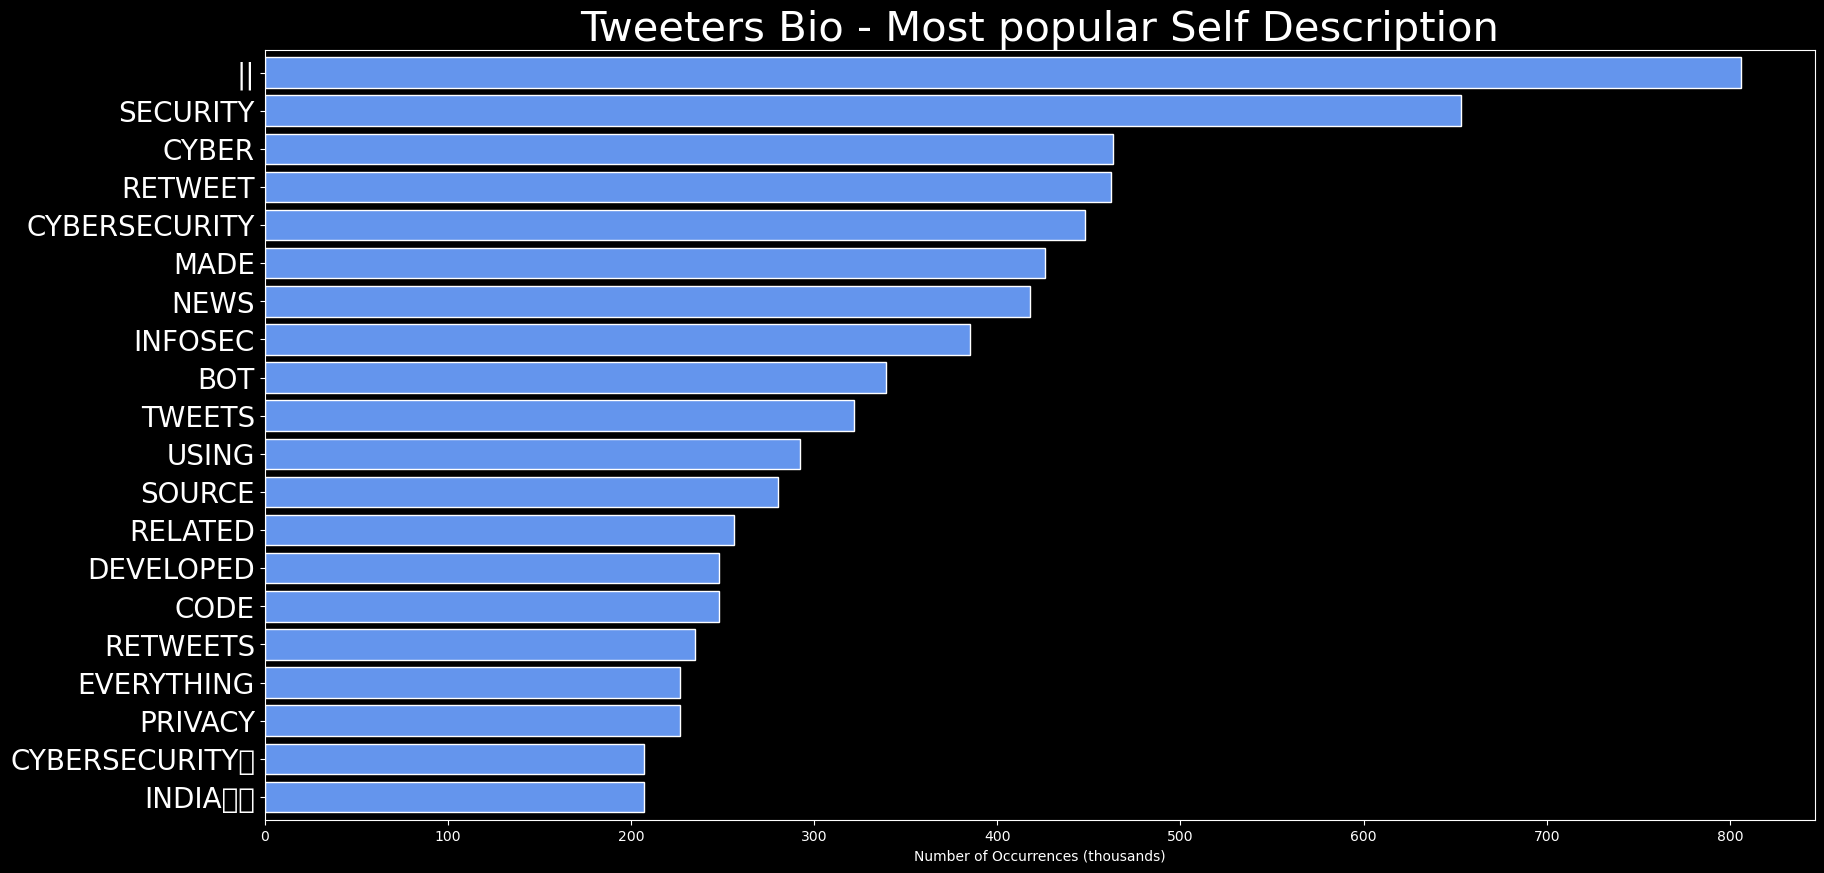 Tweeters Bio - Most popular Self Description
||
SECURITY
CYBER
RETWEET
CYBERSECURITY
MADE
NEWS
INFOSEC
BOT
TWEETS
USING
SOURCE
RELATED
DEVELOPED
CODE
RETWEETS
EVERYTHING
PRIVACY
CYBERSECURITY▯
INDIA▯▯
0 100 200 300 400 500 600 700 800
Number of Occurrences (thousands)